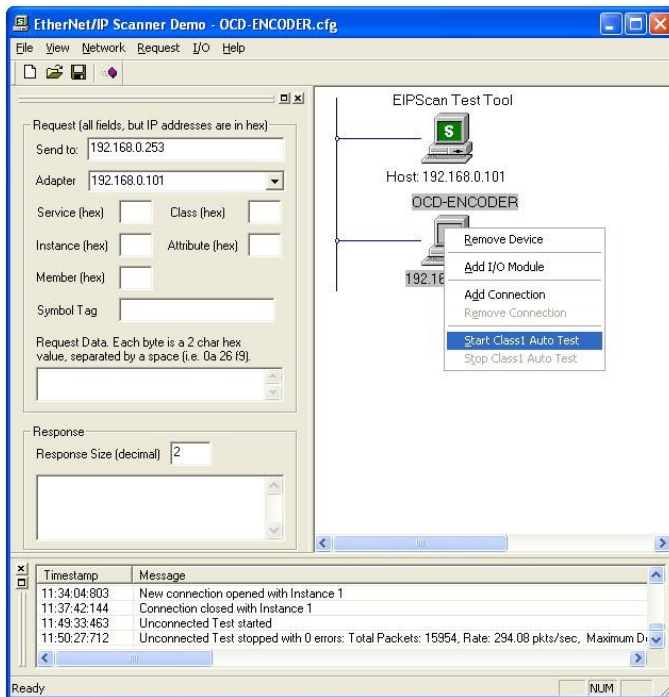 EtherNet/IP Scanner Demo - OCD-ENCODER.cfg
File View Network Request I/O Help
Request (all fields, but IP addresses are in hex)
Send to: 192.168.0.253
Adapter 192.168.0.101
Service (hex) Class (hex)
Instance (hex) Attribute (hex)
Member (hex)
Symbol Tag
Request Data. Each byte is a 2 char hex
value, separated by a space (i.e. 0a 26 f9).
Response
Response Size (decimal) 2
EIPScan Test Tool
S
Host: 192.168.0.101
OCD-ENCODER
192.16
Remove Device
Add I/O Module
Add Connection
Remove Connection
Start Class1 Auto Test
Stop Class1 Auto Test
Timestamp Message
11:34:04:803 New connection opened with Instance 1
11:37:42:144 Connection closed with Instance 1
11:49:33:463 Unconnected Test started
11:50:27:712 Unconnected Test stopped with 0 errors: Total Packets: 15954, Rate: 294.08 pkts/sec, Maximum D
Ready NUM